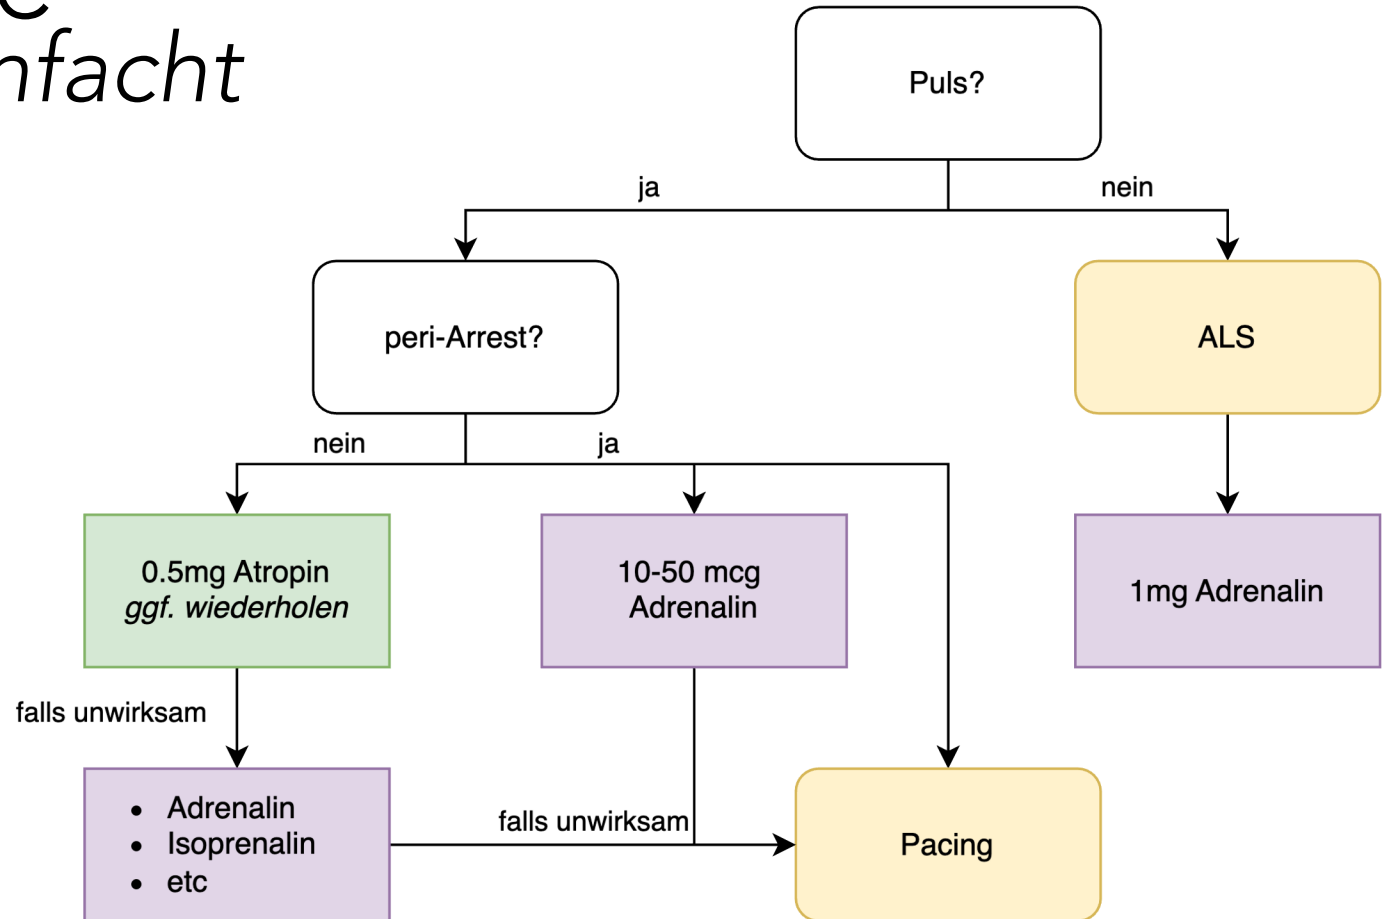 nfacht
Puls?
ja
nein
peri-Arrest?
ALS
nein
ja
0.5mg Atropin
ggf. wiederholen
10-50 mcg
Adrenalin
1mg Adrenalin
falls unwirksam
• Adrenalin
• Isoprenalin
• etc
falls unwirksam
Pacing